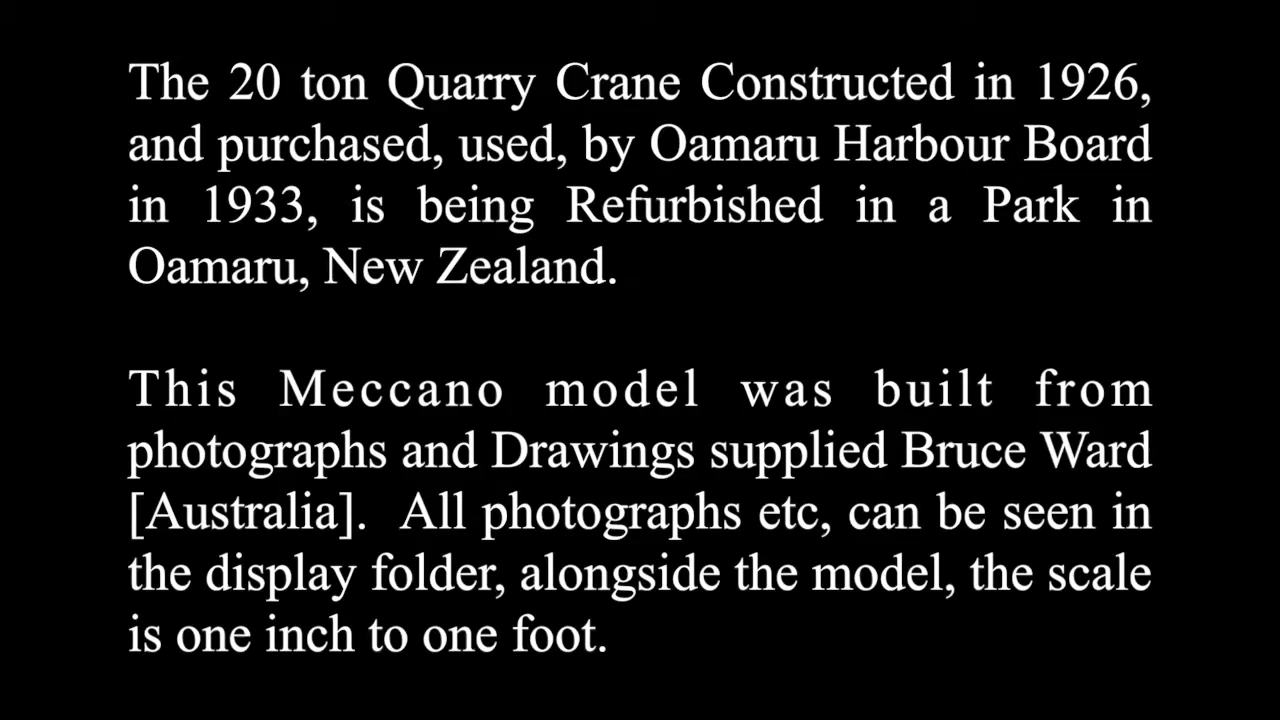 The 20 ton Quarry Crane Constructed in 1926,
and purchased, used, by Oamaru Harbour Board
in 1933, is being Refurbished in a Park in
Oamaru, New Zealand.
This Meccano model was built from
photographs and Drawings supplied Bruce Ward
[Australia].  All photographs etc, can be seen in
the display folder, alongside the model, the scale
is one inch to one foot.